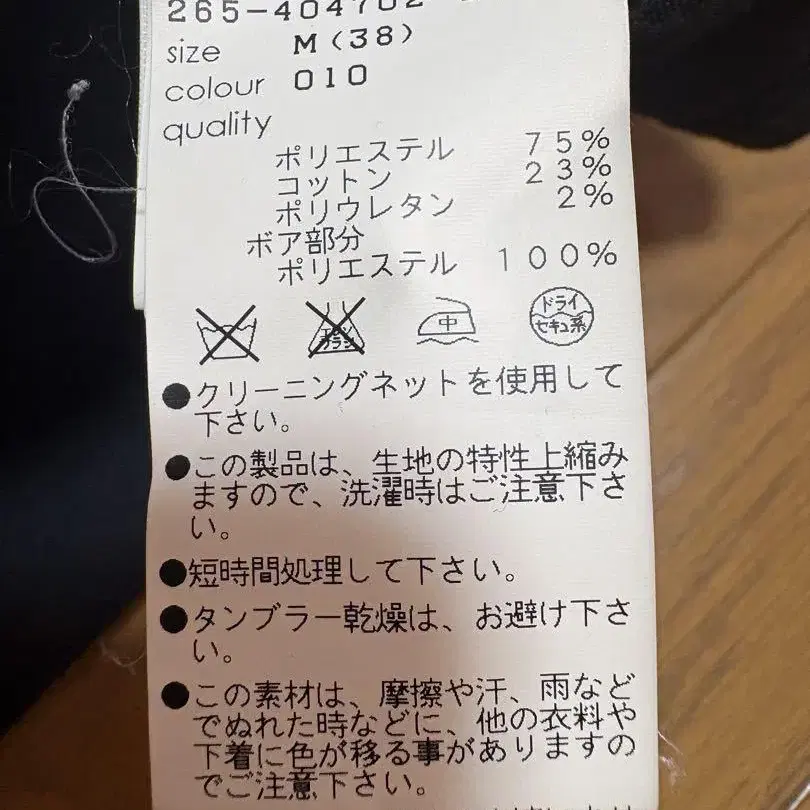 265-404702
size M(38)
colour 010
quality
ポリエステル 75%
コットン 23%
ポリウレタン 2%
ボア部分
ポリエステル 100%
エンソ
サラシ
中
ドライ
セキユ系
●クリーニングネットを使用して
下さい。
●この製品は、生地の特性上縮み
ますので、洗濯時はご注意下さ
い。
●短時間処理して下さい。
●タンブラー乾燥は、お避け下さ
い。
●この素材は、摩擦や汗、雨など
でぬれた時などに、他の衣料や
下着に色が移る事がありますの
でご注意下さい。